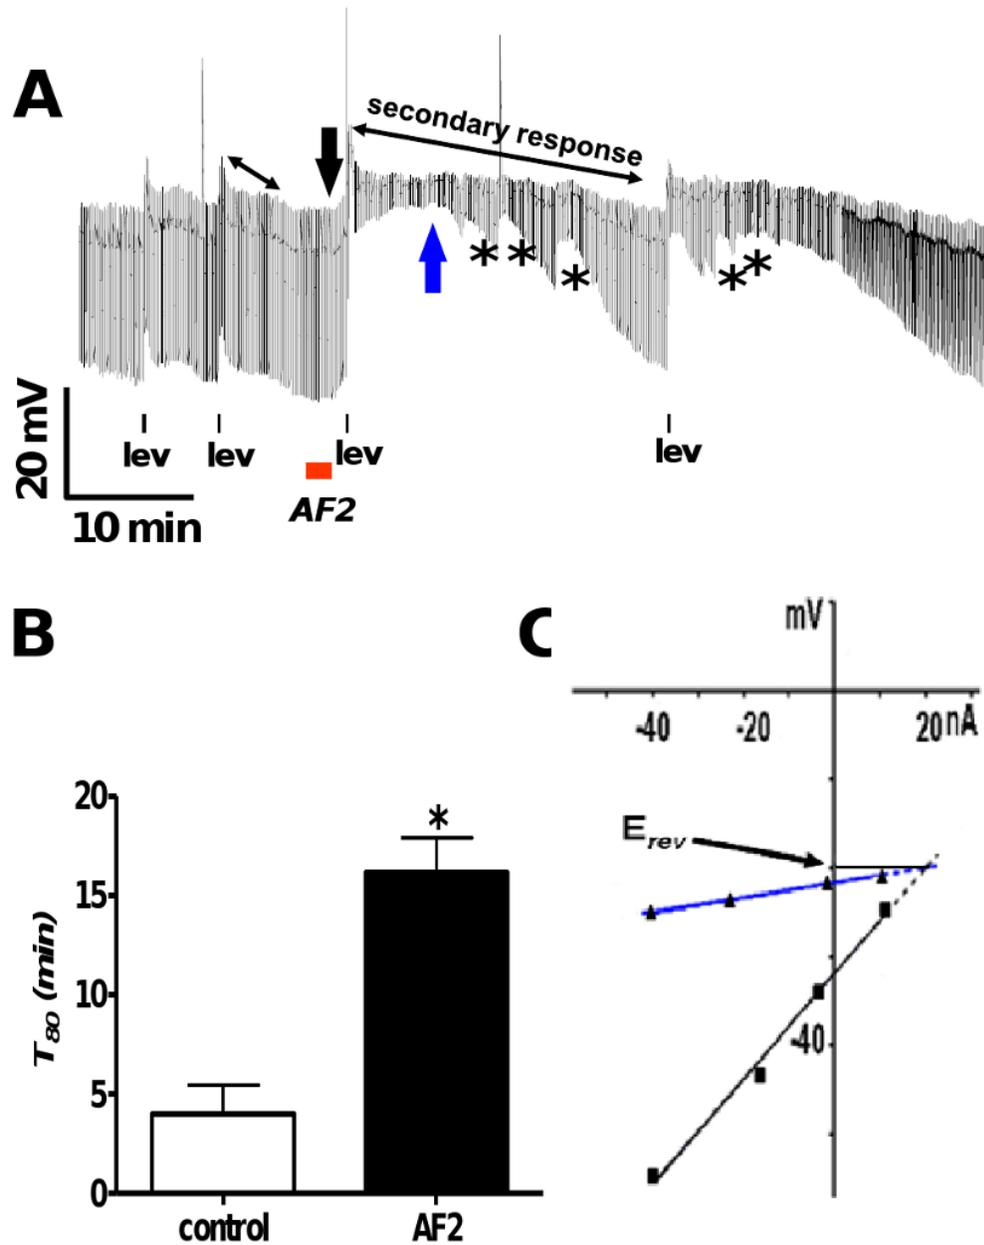 A
secondary response
* * *
* *
20 mV
10 min
lev lev lev lev
AF2
B
20
15
10
5
0
T80 (min)
*
control AF2
C
mV
-40 -20 20 nA
Erev
-40